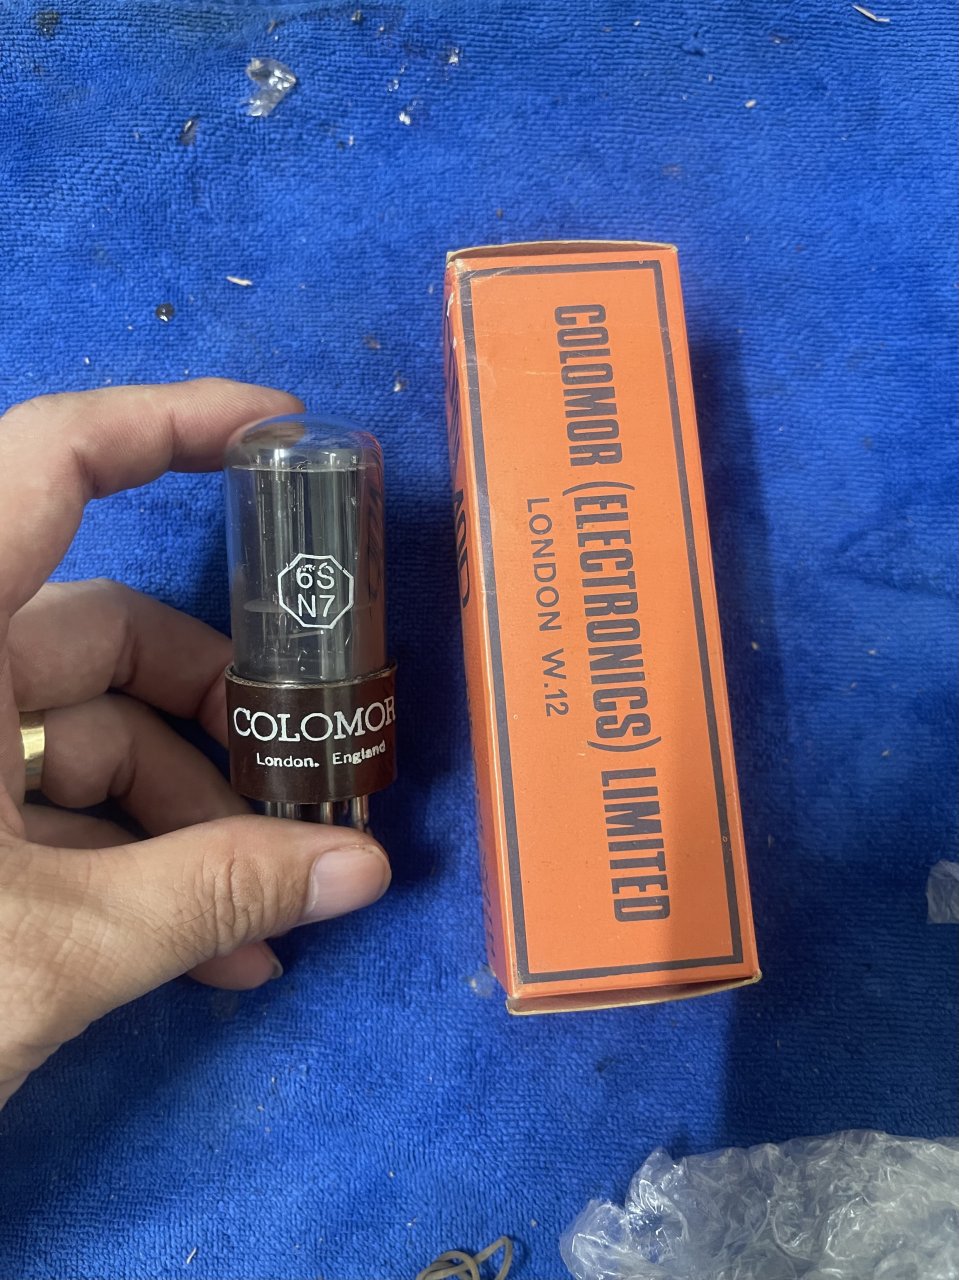 6S
N7
COLOMOR
London. England
COLOMOR (ELECTRONICS) LIMITED
LONDON W.12